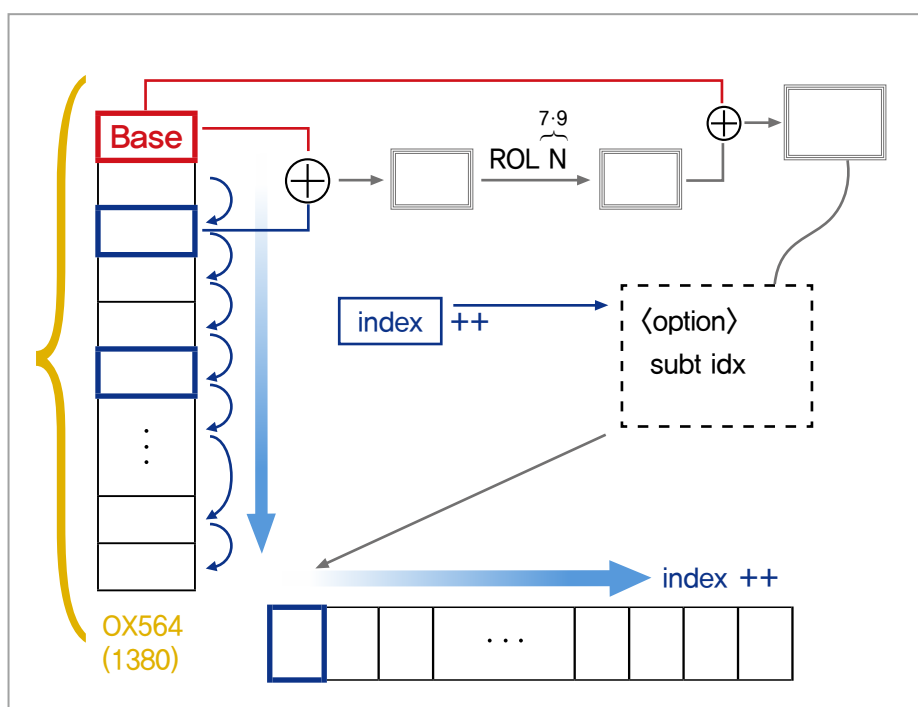 Base
7·9
ROL N
index ++
〈option〉
subt idx
index ++
OX564
(1380)